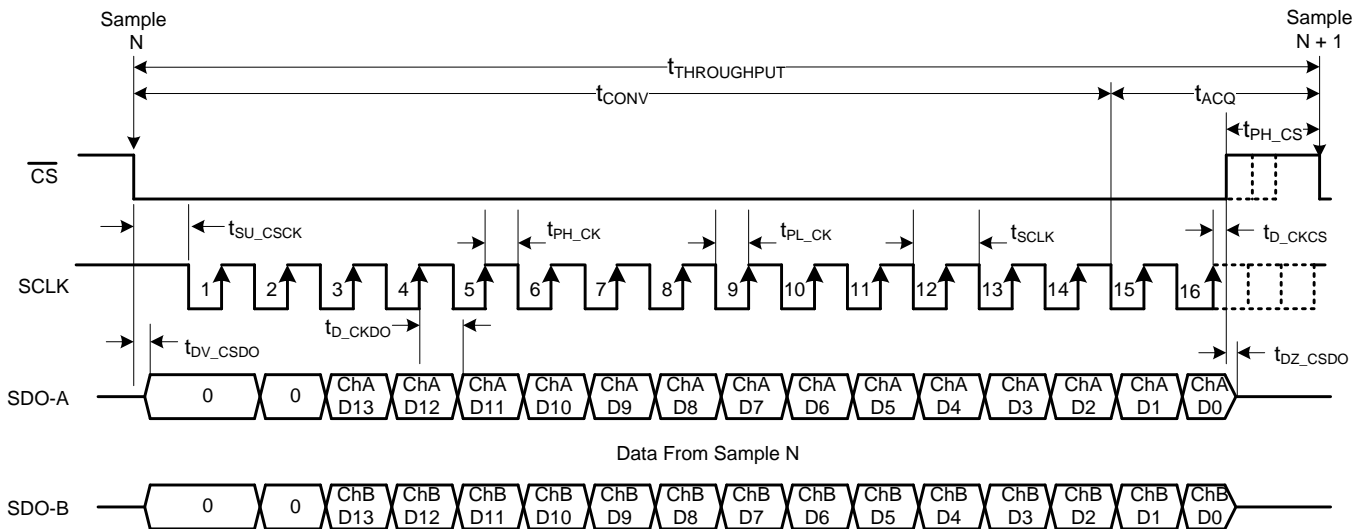 Sample
N
Sample
N + 1
tTHROUGHPUT
tCONV
tACQ
tPH_CS
CS
tSU_CSCK
tPH_CK
tPL_CK
tSCLK
tD_CKCS
SCLK
1 2 3 4 5 6 7 8 9 10 11 12 13 14 15 16
tD_CKDO
tDV_CSDO
tDZ_CSDO
SDO-A
0 0 ChA ChA ChA ChA ChA ChA ChA ChA ChA ChA ChA ChA ChA ChA
D13 D12 D11 D10 D9 D8 D7 D6 D5 D4 D3 D2 D1 D0
Data From Sample N
SDO-B
0 0 ChB ChB ChB ChB ChB ChB ChB ChB ChB ChB ChB ChB ChB ChB
D13 D12 D11 D10 D9 D8 D7 D6 D5 D4 D3 D2 D1 D0